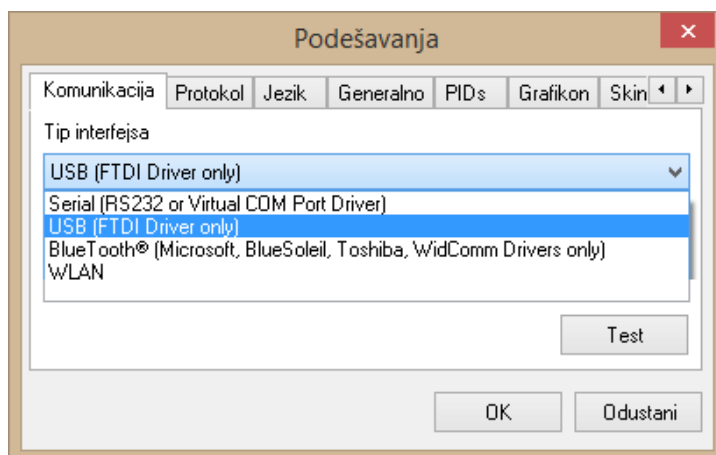 Podešavanja
Komunikacija Protokol Jezik Generalno PIDs Grafikon Skin
Tip interfejsa
USB (FTDI Driver only)
Serial (RS232 or Virtual COM Port Driver)
USB (FTDI Driver only)
BlueTooth® (Microsoft, BlueSoleil, Toshiba, WidComm Drivers only)
WLAN
Test
OK Odustani